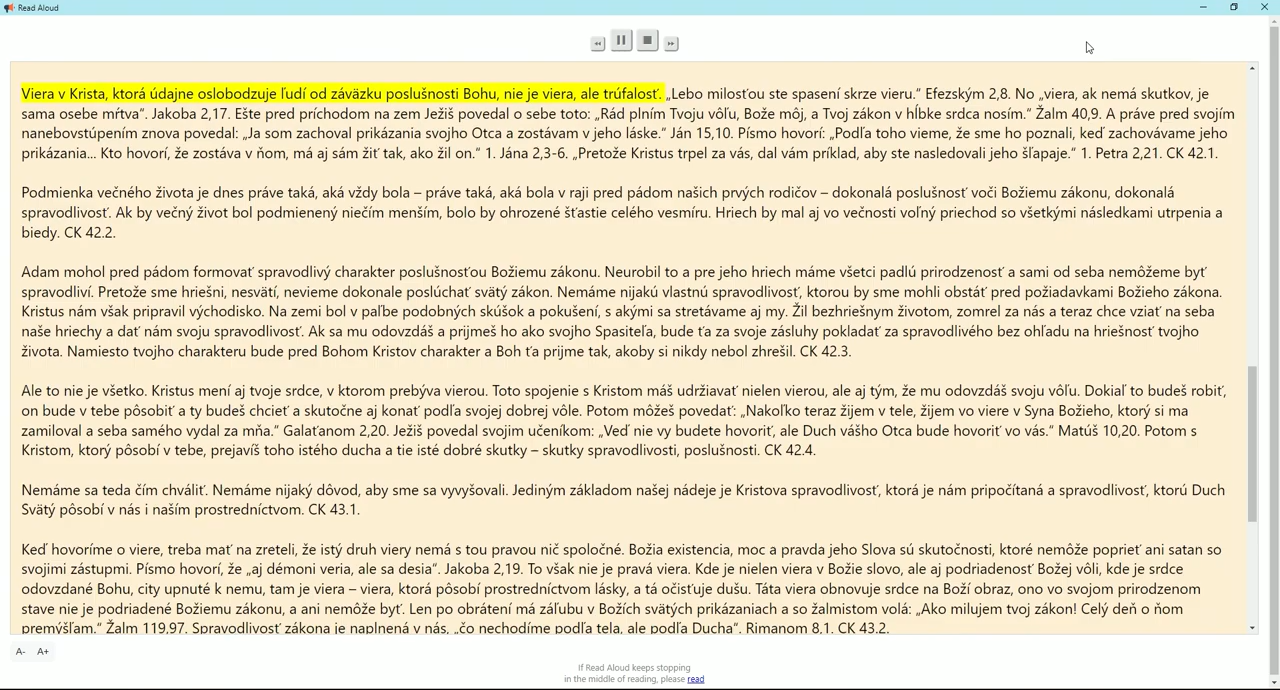 Read Aloud
Viera v Krista, ktorá údajne oslobodzuje ľudí od záväzku poslušnosti Bohu, nie je viera, ale trúfalosť. „Lebo milosťou ste spasení skrze vieru.“ Efezským 2,8. No „viera, ak nemá skutkov, je
sama osebe mŕtva“. Jakoba 2,17. Ešte pred príchodom na zem Ježiš povedal o sebe toto: „Rád plním Tvoju vôľu, Bože môj, a Tvoj zákon v hĺbke srdca nosím.“ Žalm 40,9. A práve pred svojím
nanebovstúpením znova povedal: „Ja som zachoval prikázania svojho Otca a zostávam v jeho láske.“ Ján 15,10. Písmo hovorí: „Podľa toho vieme, že sme ho poznali, keď zachovávame jeho
prikázania... Kto hovorí, že zostáva v ňom, má aj sám žiť tak, ako žil on.“ 1. Jána 2,3-6. „Pretože Kristus trpel za vás, dal vám príklad, aby ste nasledovali jeho šľapaje.“ 1. Petra 2,21. CK 42.1.
Podmienka večného života je dnes práve taká, aká vždy bola – práve taká, aká bola v raji pred pádom našich prvých rodičov – dokonalá poslušnosť voči Božiemu zákonu, dokonalá
spravodlivosť. Ak by večný život bol podmienený niečím menším, bolo by ohrozené šťastie celého vesmíru. Hriech by mal aj vo večnosti voľný priechod so všetkými následkami utrpenia a
biedy. CK 42.2.
Adam mohol pred pádom formovať spravodlivý charakter poslušnosťou Božiemu zákonu. Neurobil to a pre jeho hriech máme všetci padlú prirodzenosť a sami od seba nemôžeme byť
spravodliví. Pretože sme hriešni, nesvätí, nevieme dokonale poslúchať svätý zákon. Nemáme nijakú vlastnú spravodlivosť, ktorou by sme mohli obstáť pred požiadavkami Božieho zákona.
Kristus nám však pripravil východisko. Na zemi bol v paľbe podobných skúšok a pokušení, s akými sa stretávame aj my. Žil bezhriešnym životom, zomrel za nás a teraz chce vziať na seba
naše hriechy a dať nám svoju spravodlivosť. Ak sa mu odovzdáš a prijmeš ho ako svojho Spasiteľa, bude ťa za svoje zásluhy pokladať za spravodlivého bez ohľadu na hriešnosť tvojho
života. Namiesto tvojho charakteru bude pred Bohom Kristov charakter a Boh ťa prijme tak, akoby si nikdy nebol zhrešil. CK 42.3.
Ale to nie je všetko. Kristus mení aj tvoje srdce, v ktorom prebýva vierou. Toto spojenie s Kristom máš udržiavať nielen vierou, ale aj tým, že mu odovzdáš svoju vôľu. Dokiaľ to budeš robiť,
on bude v tebe pôsobiť a ty budeš chcieť a skutočne aj konať podľa svojej dobrej vôle. Potom môžeš povedať: „Nakoľko teraz žijem v tele, žijem vo viere v Syna Božieho, ktorý si ma
zamiloval a seba samého vydal za mňa.“ Galaťanom 2,20. Ježiš povedal svojim učeníkom: „Veď nie vy budete hovoriť, ale Duch vášho Otca bude hovoriť vo vás.“ Matúš 10,20. Potom s
Kristom, ktorý pôsobí v tebe, prejavíš toho istého ducha a tie isté dobré skutky – skutky spravodlivosti, poslušnosti. CK 42.4.
Nemáme sa teda čím chváliť. Nemáme nijaký dôvod, aby sme sa vyvyšovali. Jediným základom našej nádeje je Kristova spravodlivosť, ktorá je nám pripočítaná a spravodlivosť, ktorú Duch
Svätý pôsobí v nás i naším prostredníctvom. CK 43.1.
Keď hovoríme o viere, treba mať na zreteli, že istý druh viery nemá s tou pravou nič spoločné. Božia existencia, moc a pravda jeho Slova sú skutočnosti, ktoré nemôže poprieť ani satan so
svojimi zástupmi. Písmo hovorí, že „aj démoni veria, ale sa desia“. Jakoba 2,19. To však nie je pravá viera. Kde je nielen viera v Božie slovo, ale aj podriadenosť Božej vôli, kde je srdce
odovzdané Bohu, city upnuté k nemu, tam je viera – viera, ktorá pôsobí prostredníctvom lásky, a tá očisťuje dušu. Táta viera obnovuje srdce na Boží obraz, ono vo svojom prirodzenom
stave nie je podriadené Božiemu zákonu, a ani nemôže byť. Len po obrátení má záľubu v Božích svätých prikázaniach a so žalmistom volá: „Ako milujem tvoj zákon! Celý deň o ňom
premýšľam.“ Žalm 119,97. Spravodlivosť zákona je naplnená v nás, „čo nechodíme podľa tela, ale podľa Ducha“. Rimanom 8,1. CK 43.2.
A- A+
If Read Aloud keeps stopping
in the middle of reading, please read